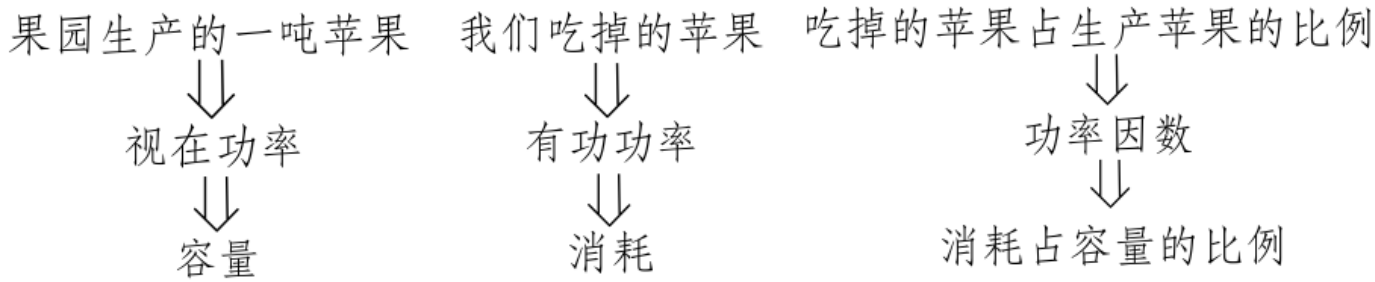 果园生产的一吨苹果
我们吃掉的苹果
吃掉的苹果占生产苹果的比例
视在功率
有功功率
功率因数
容量
消耗
消耗占容量的比例